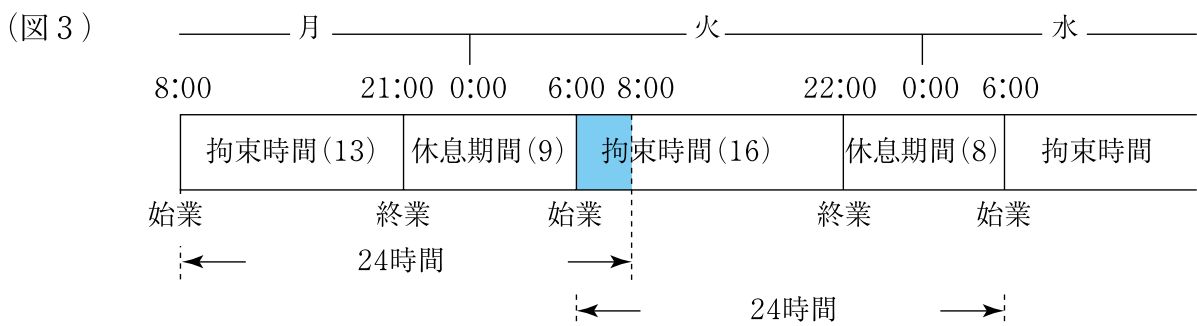 (図3)
月 火 水
8:00 21:00 0:00 6:00 8:00 22:00 0:00 6:00
拘束時間(13) 休息期間(9) 拘束時間(16) 休息期間(8) 拘束時間
始業 終業 始業 終業 始業
24時間
24時間